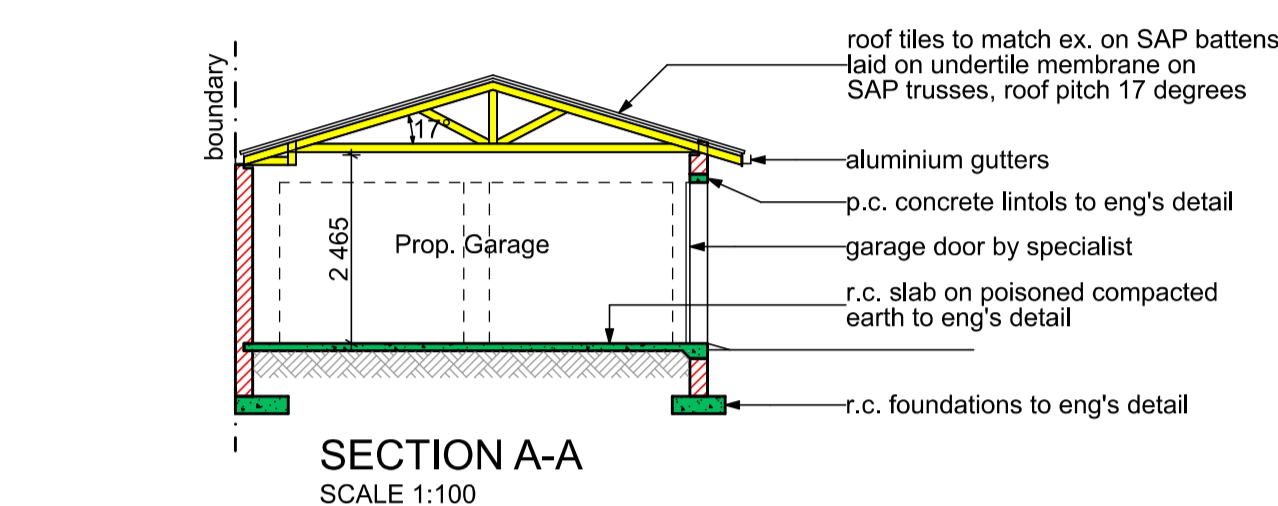 boundary
roof tiles to match ex. on SAP battens
laid on undertile membrane on
SAP trusses, roof pitch 17 degrees
17°
aluminium gutters
p.c. concrete lintols to eng's detail
2 465
Prop. Garage
garage door by specialist
r.c. slab on poisoned compacted
earth to eng's detail
r.c. foundations to eng's detail
SECTION A-A
SCALE 1:100